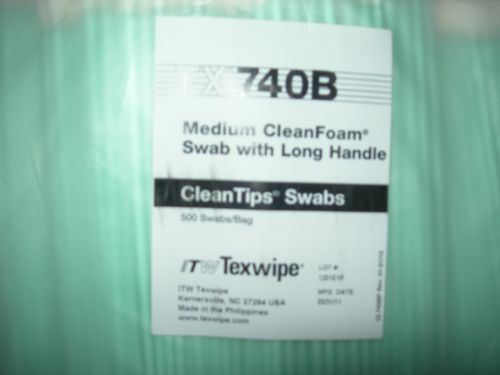 TX 740B
Medium CleanFoam®
Swab with Long Handle
CleanTips® Swabs
500 Swabs/Bag
ITW Texwipe®
ITW Texwipe
Kernersville, NC 27284 USA
Made in the Philippines
www.texwipe.com
LOT #:
MFG. DATE: